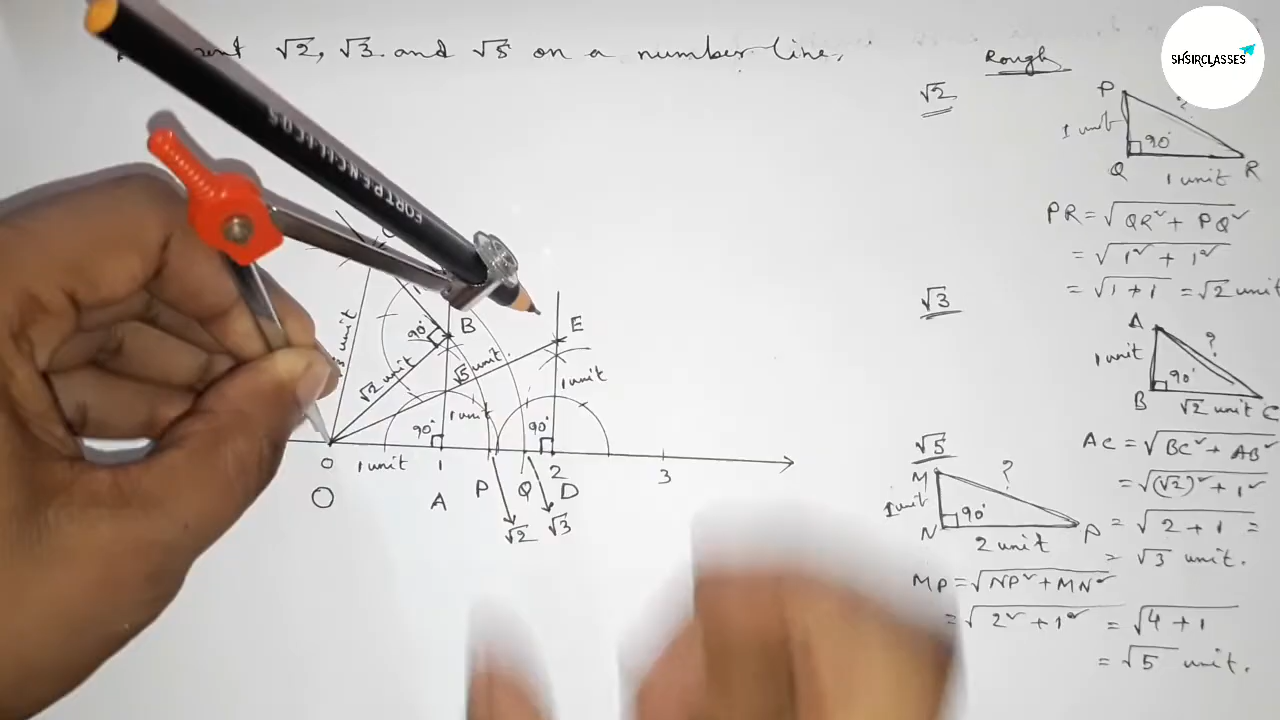 √2, √3 and √5 on a number line.
Rough
SHSIRCLASSES
√2
P
?
1 unit
90°
Q
1 unit
R
PR = √QR² + PQ²
= √1² + 1²
= √1 + 1 = √2 unit
√3
A
?
1 unit
90°
B
√2 unit
C
AC = √BC² + AB²
= √(√2)² + 1²
= √2 + 1 =
= √3 unit.
√5
M
?
1 unit
90°
N
2 unit
P
MP = √NP² + MN²
= √2² + 1² = √4 + 1
= √5 unit.
FORTPENCILLICOS
90° B
E
unit
√2 unit
√5 unit.
1 unit
1 unit
90°
90°
0
1 unit
1
2
3
O
A
P
Q
D
√2
√3